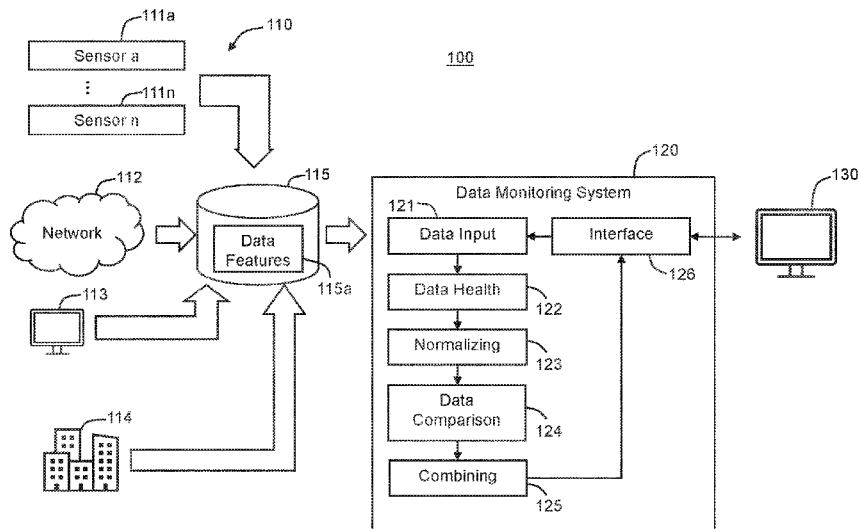 111a
110
Sensor a
100
⋮
111n
Sensor n
112
115
120
130
Data Monitoring System
121
Network
Data Input
Interface
Data
Features
126
113
115a
Data Health
122
Normalizing
123
114
Data
Comparison
124
Combining
125